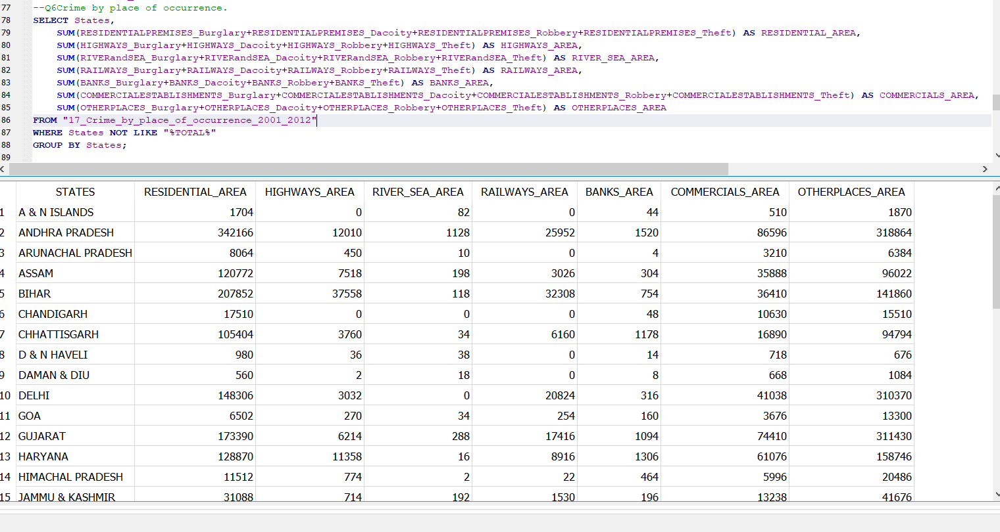 77 --Q6Crime by place of occurrence.
78 SELECT States,
79 SUM(RESIDENTIALPREMISES_Burglary+RESIDENTIALPREMISES_Dacoity+RESIDENTIALPREMISES_Robbery+RESIDENTIALPREMISES_Theft) AS RESIDENTIAL_AREA,
80 SUM(HIGHWAYS_Burglary+HIGHWAYS_Dacoity+HIGHWAYS_Robbery+HIGHWAYS_Theft) AS HIGHWAYS_AREA,
81 SUM(RIVERandSEA_Burglary+RIVERandSEA_Dacoity+RIVERandSEA_Robbery+RIVERandSEA_Theft) AS RIVER_SEA_AREA,
82 SUM(RAILWAYS_Burglary+RAILWAYS_Dacoity+RAILWAYS_Robbery+RAILWAYS_Theft) AS RAILWAYS_AREA,
83 SUM(BANKS_Burglary+BANKS_Dacoity+BANKS_Robbery+BANKS_Theft) AS BANKS_AREA,
84 SUM(COMMERCIALESTABLISHMENTS_Burglary+COMMERCIALESTABLISHMENTS_Dacoity+COMMERCIALESTABLISHMENTS_Robbery+COMMERCIALESTABLISHMENTS_Theft) AS COMMERCIALS_AREA,
85 SUM(OTHERPLACES_Burglary+OTHERPLACES_Dacoity+OTHERPLACES_Robbery+OTHERPLACES_Theft) AS OTHERPLACES_AREA
86 FROM "17_Crime_by_place_of_occurrence_2001_2012"
87 WHERE States NOT LIKE "%TOTAL%"
88 GROUP BY States;
89
STATES RESIDENTIAL_AREA HIGHWAYS_AREA RIVER_SEA_AREA RAILWAYS_AREA BANKS_AREA COMMERCIALS_AREA OTHERPLACES_AREA
1 A & N ISLANDS 1704 0 82 0 44 510 1870
2 ANDHRA PRADESH 342166 12010 1128 25952 1520 86596 318864
3 ARUNACHAL PRADESH 8064 450 10 0 4 3210 6384
4 ASSAM 120772 7518 198 3026 304 35888 96022
5 BIHAR 207852 37558 118 32308 754 36410 141860
6 CHANDIGARH 17510 0 0 0 48 10630 15510
7 CHHATTISGARH 105404 3760 34 6160 1178 16890 94794
8 D & N HAVELI 980 36 38 0 14 718 676
9 DAMAN & DIU 560 2 18 0 8 668 1084
10 DELHI 148306 3032 0 20824 316 41038 310370
11 GOA 6502 270 34 254 160 3676 13300
12 GUJARAT 173390 6214 288 17416 1094 74410 311430
13 HARYANA 128870 11358 16 8916 1306 61076 158746
14 HIMACHAL PRADESH 11512 774 2 22 464 5996 20486
15 JAMMU & KASHMIR 31088 714 192 1530 196 13238 41676